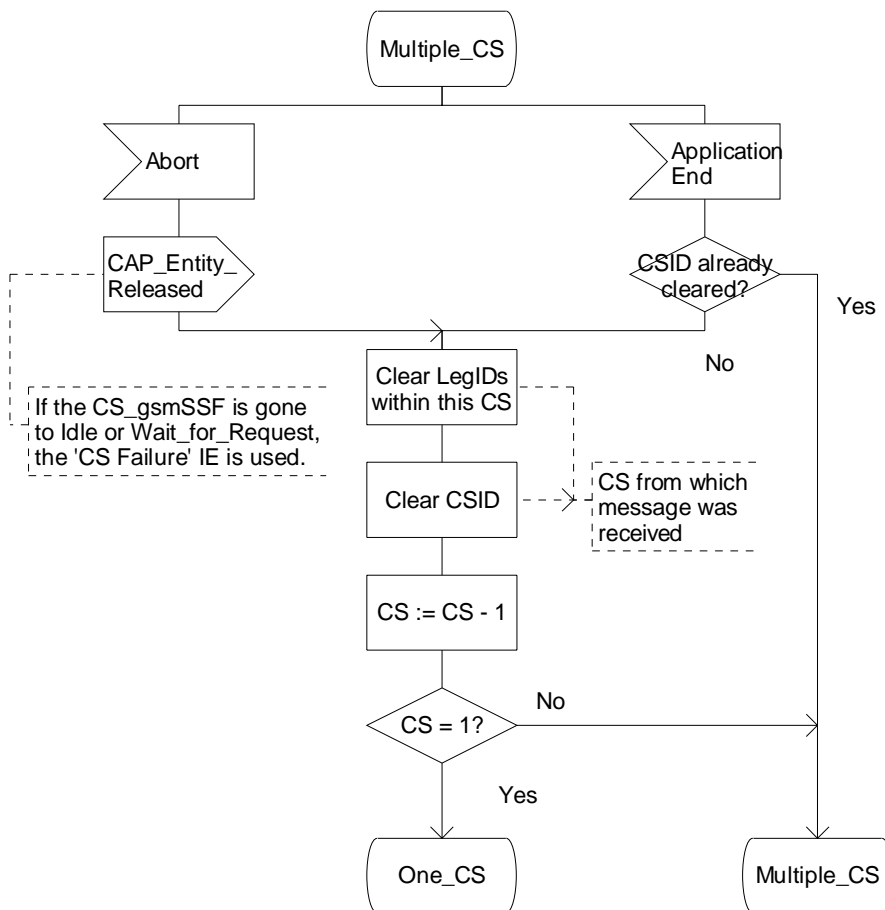 Multiple_CS
Abort
Application
End
CAP_Entity_
Released
CSID already
cleared?
Yes
No
Clear LegIDs
within this CS
If the CS_gsmSSF is gone
to Idle or Wait_for_Request,
the 'CS Failure' IE is used.
Clear CSID
CS from which
message was
received
CS := CS - 1
CS = 1?
No
Yes
One_CS
Multiple_CS